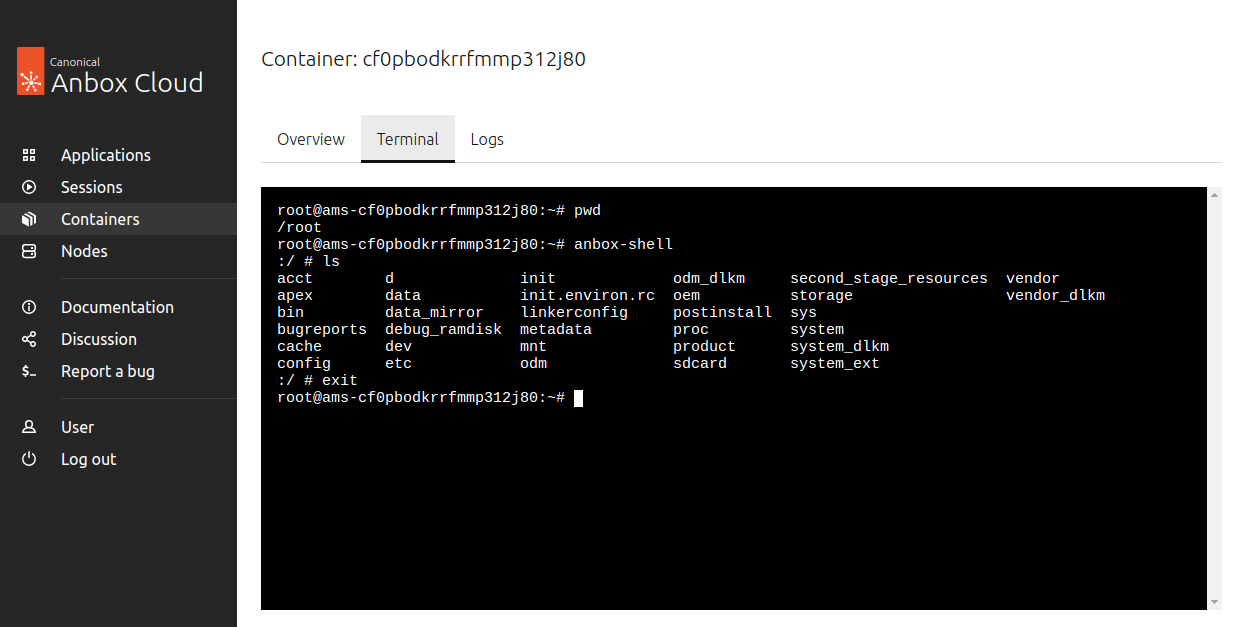 Canonical
Anbox Cloud
Applications
Sessions
Containers
Nodes
Documentation
Discussion
$_ Report a bug
User
Log out
Container: cf0pbodkrrfmmp312j80
Overview Terminal Logs
root@ams-cf0pbodkrrfmmp312j80:~# pwd
/root
root@ams-cf0pbodkrrfmmp312j80:~# anbox-shell
:/ # ls
acct d init odm_dlkm second_stage_resources vendor
apex data init.environ.rc oem storage vendor_dlkm
bin data_mirror linkerconfig postinstall sys
bugreports debug_ramdisk metadata proc system
cache dev mnt product system_dlkm
config etc odm sdcard system_ext
:/ # exit
root@ams-cf0pbodkrrfmmp312j80:~#